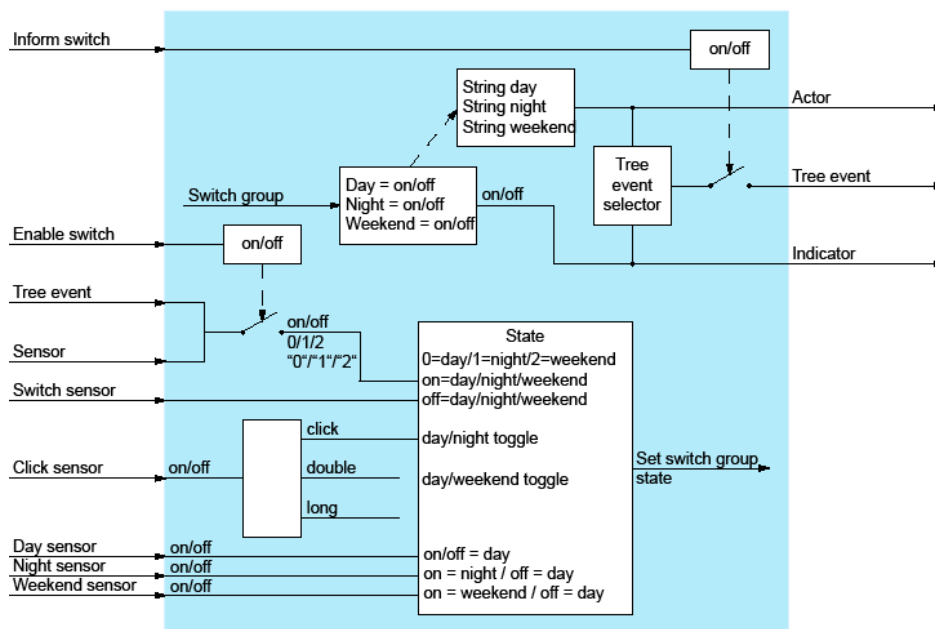 Inform switch
on/off
String day
String night
String weekend
Actor
Tree
event
selector
Tree event
Switch group
Day = on/off
Night = on/off
Weekend = on/off
on/off
Enable switch
on/off
Indicator
Tree event
Sensor
on/off
0/1/2
"0"/"1"/"2"
State
0=day/1=night/2=weekend
on=day/night/weekend
off=day/night/weekend
Switch sensor
click
day/night toggle
Click sensor
on/off
double
day/weekend toggle
long
Set switch group
state
Day sensor
on/off
on/off = day
Night sensor
on/off
on = night / off = day
Weekend sensor
on/off
on = weekend / off = day